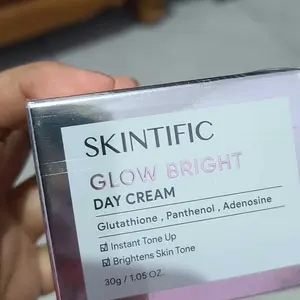 SKINTIFIC
GLOW BRIGHT
DAY CREAM
Glutathione , Panthenol , Adenosine
Instant Tone Up
Brightens Skin Tone
30g / 1.05 OZ.